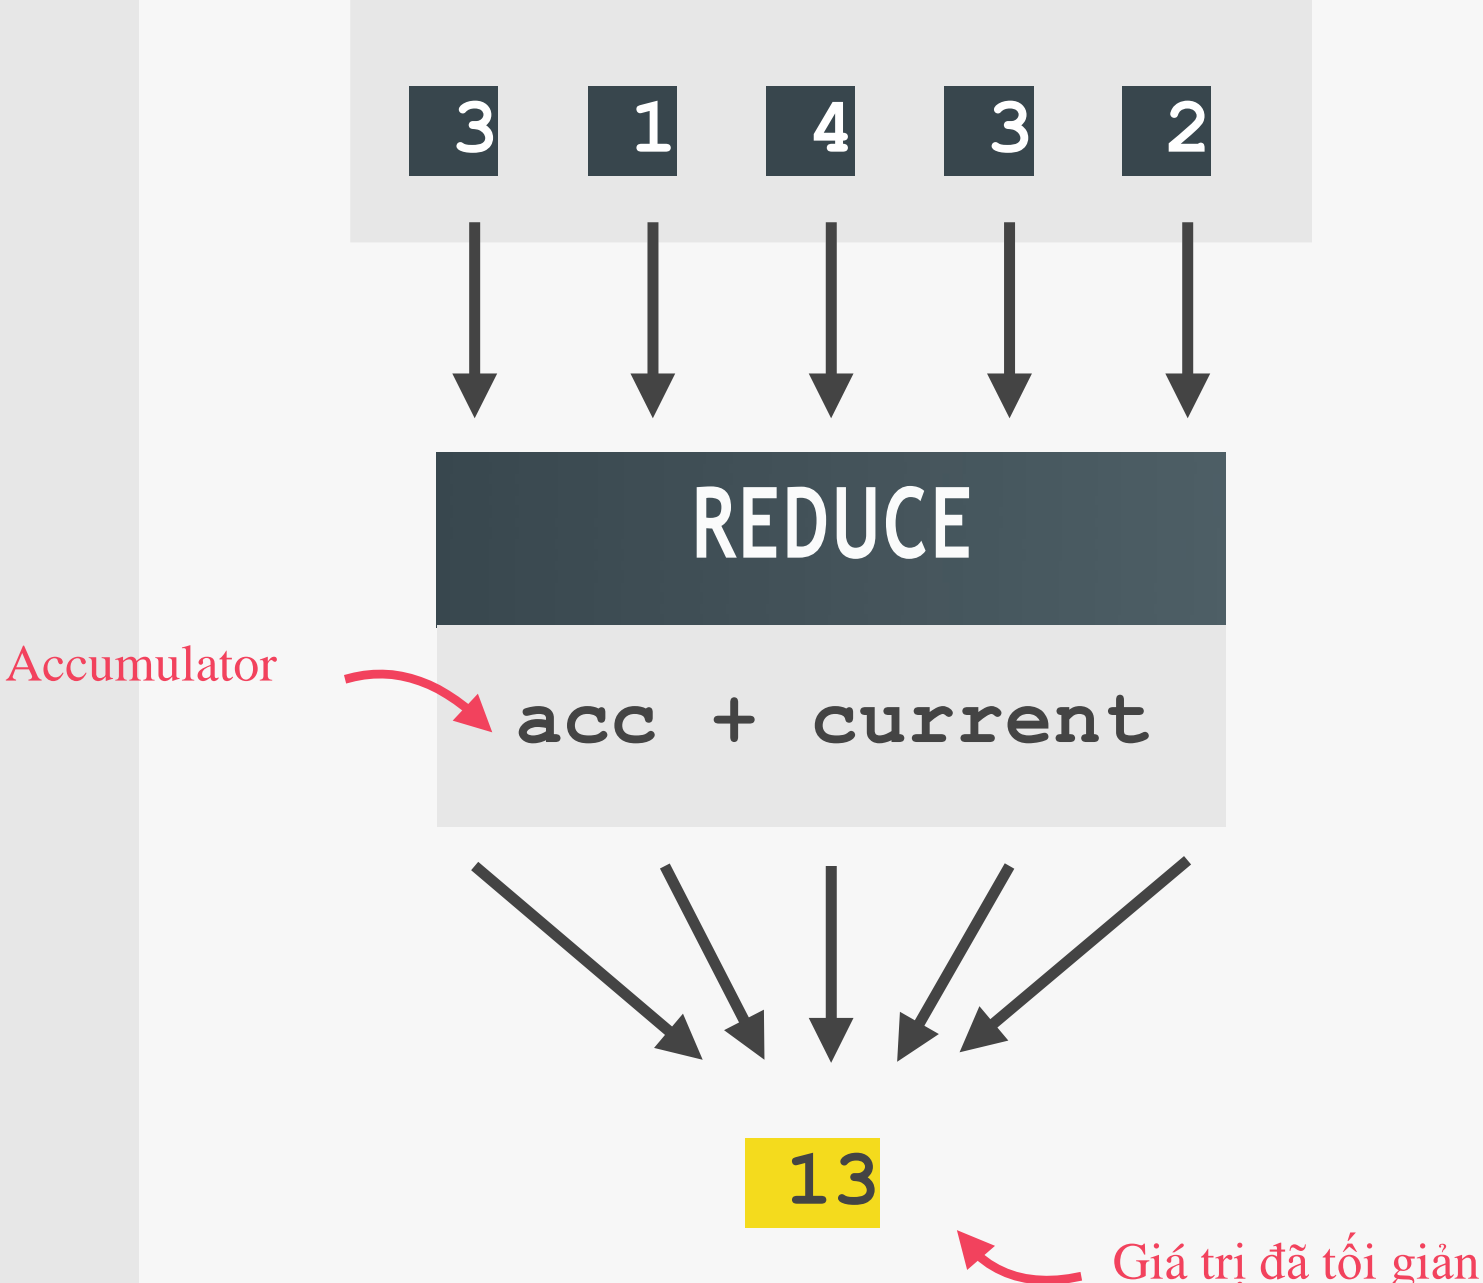 3 1 4 3 2
REDUCE
Accumulator
acc + current
13
Giá trị đã tối giản